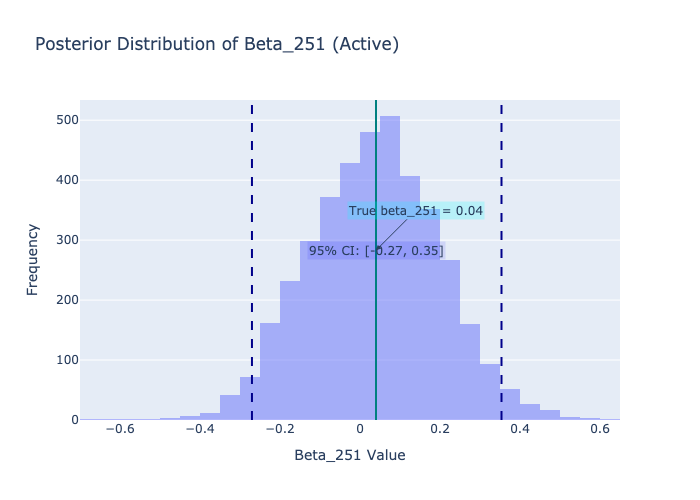 Posterior Distribution of Beta_251 (Active)
500
400
300
200
100
0
Frequency
True beta_251 = 0.04
95% CI: [-0.27, 0.35]
−0.6
−0.4
−0.2
0
0.2
0.4
0.6
Beta_251 Value